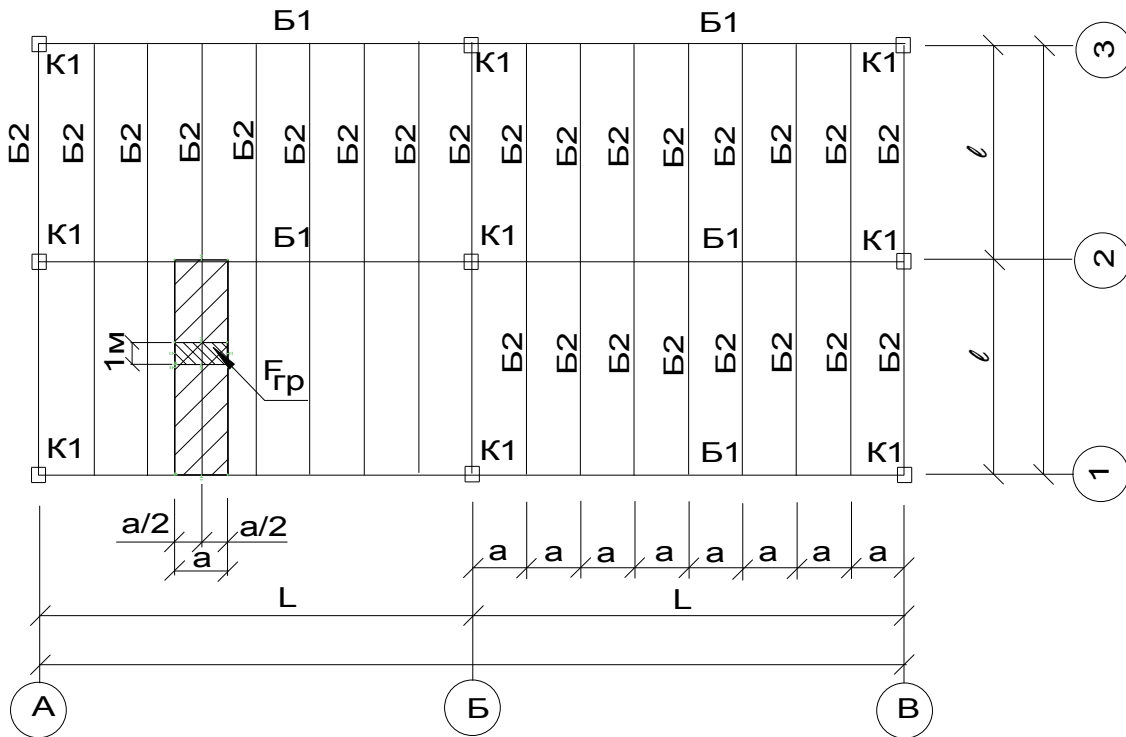 Б1 Б1
К1 К1 К1 3
Б2 Б2 Б2 Б2 Б2 Б2 Б2 Б2 Б2 Б2 Б2 Б2 Б2 Б2 Б2 Б2 Б2 ℓ
К1 Б1 К1 Б1 К1 2
1м Fгр Б2 Б2 Б2 Б2 Б2 Б2 Б2 Б2 ℓ
К1 К1 Б1 К1 1
а/2 а/2
а а а а а а а а а
L L
А Б В